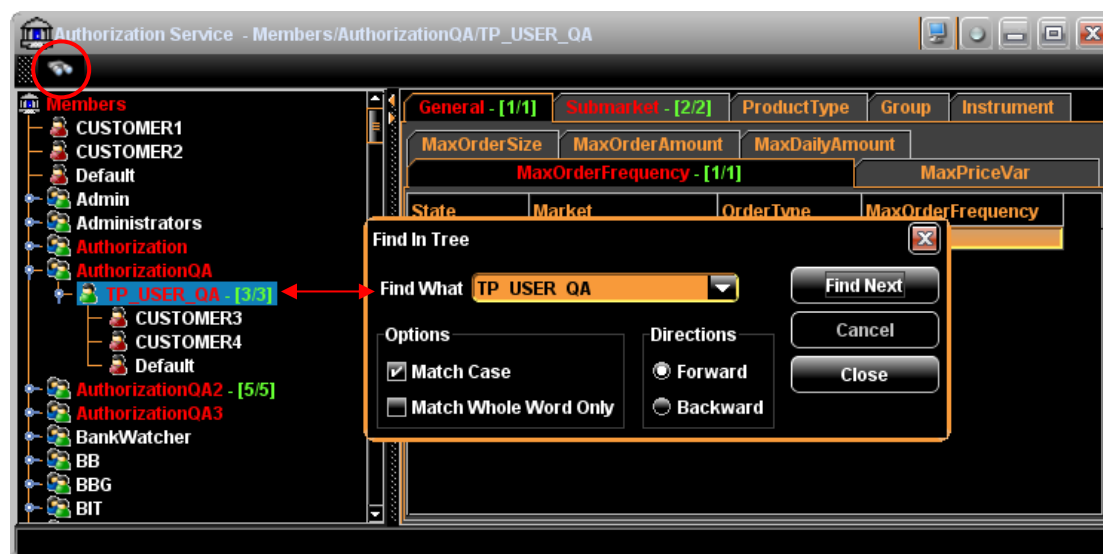 Authorization Service - Members/AuthorizationQA/TP_USER_QA
Members
CUSTOMER1
CUSTOMER2
Default
Admin
Administrators
Authorization
AuthorizationQA
TP_USER_QA - [3/3]
CUSTOMER3
CUSTOMER4
Default
AuthorizationQA2 - [5/5]
AuthorizationQA3
BankWatcher
BB
BBG
BIT
General - [1/1] Submarket - [2/2] ProductType Group Instrument
MaxOrderSize MaxOrderAmount MaxDailyAmount
MaxOrderFrequency - [1/1] MaxPriceVar
State Market OrderType MaxOrderFrequency
Find In Tree
Find What TP_USER_QA Find Next
Options Directions Cancel
Match Case Forward Close
Match Whole Word Only Backward